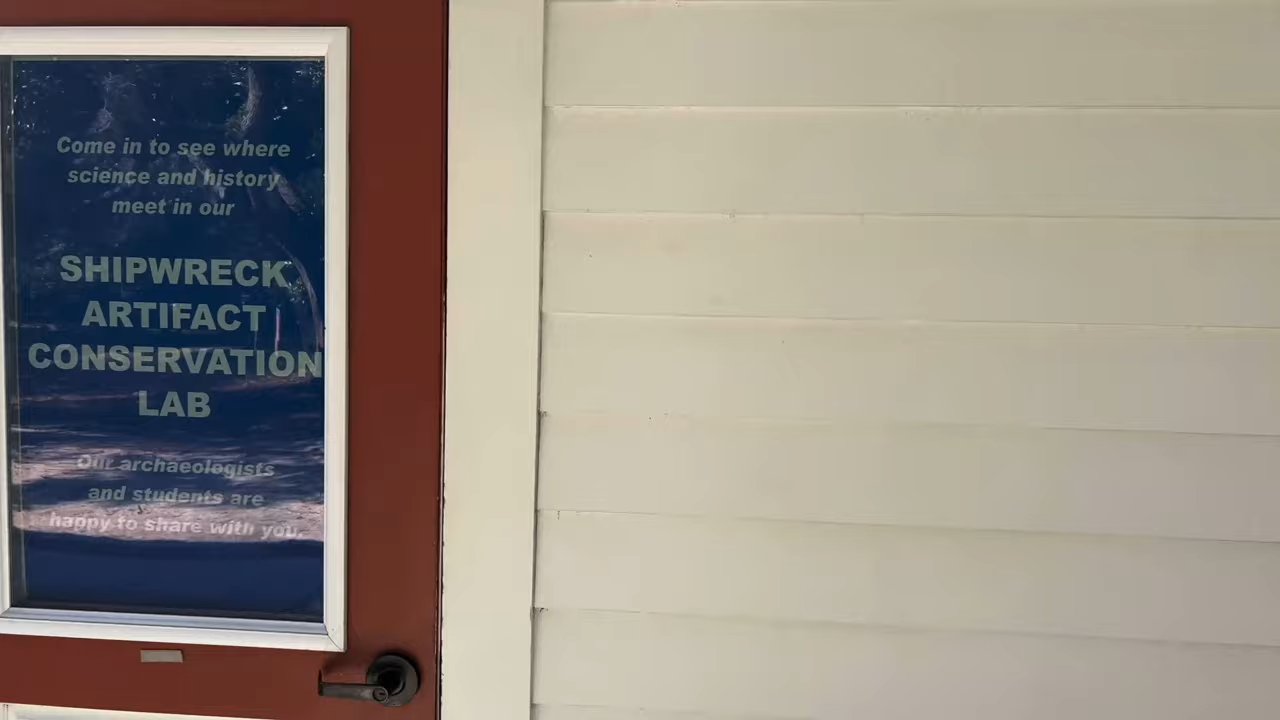 Come in to see where
science and history
meet in our
SHIPWRECK
ARTIFACT
CONSERVATION
LAB
Our archaeologists
and students are
happy to share with you.